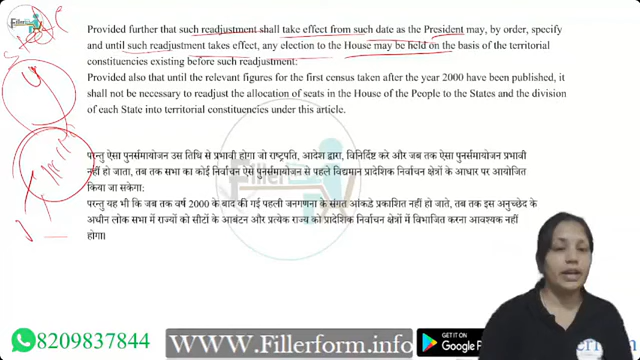 Provided further that such readjustment shall take effect from such date as the President may, by order, specify
and until such readjustment takes effect, any election to the House may be held on the basis of the territorial
constituencies existing before such readjustment:
Provided also that until the relevant figures for the first census taken after the year 2000 have been published, it
shall not be necessary to readjust the allocation of seats in the House of the People to the States and the division
of each State into territorial constituencies under this article.
परन्तु ऐसा पुनर्समायोजन उस तिथि से प्रभावी होगा जो राष्ट्रपति, आदेश द्वारा, विनिर्दिष्ट करे और जब तक ऐसा पुनर्समायोजन प्रभावी
नहीं हो जाता, तब तक सभा का कोई निर्वाचन ऐसे पुनर्समायोजन से पहले विद्यमान प्रादेशिक निर्वाचन क्षेत्रों के आधार पर आयोजित
किया जा सकेगा:
परन्तु यह भी कि जब तक वर्ष 2000 के बाद की गई पहली जनगणना के संगत आंकडे प्रकाशित नहीं हो जाते, तब तक इस अनुच्छेद के
अधीन लोक सभा में राज्यों को सीटों के आबंटन और प्रत्येक राज्य को प्रादेशिक निर्वाचन क्षेत्रों में विभाजित करना आवश्यक नहीं
होगा।
FillerForm
8209837844
WWW.Fillerform.info
GET IT ON
Google